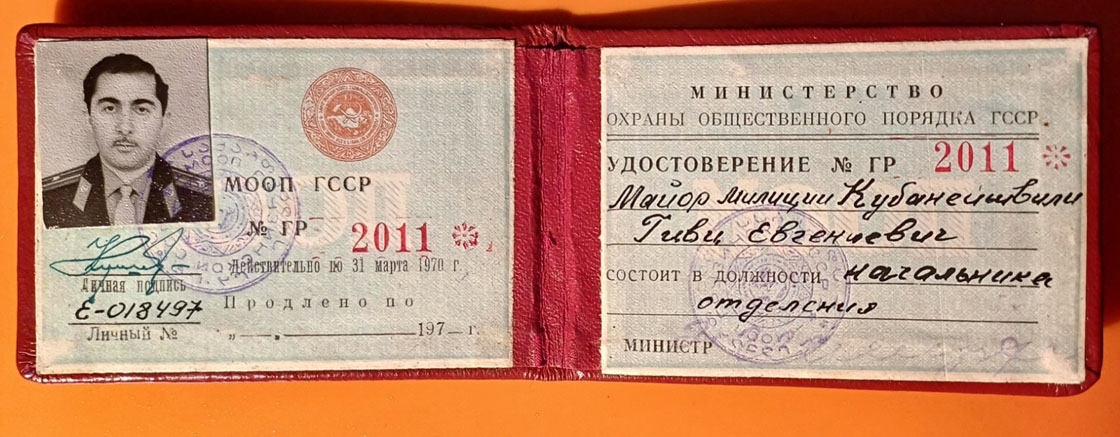 МООП ГССР
№ ГР 2011
Действительно по 31 марта 1970 г.
Личная подпись
Е-018497
Личный №
Продлено по
„ — „ 197 — г.
МИНИСТЕРСТВО
ОХРАНЫ ОБЩЕСТВЕННОГО ПОРЯДКА ГССР
УДОСТОВЕРЕНИЕ № ГР 2011
Майор милиции Кубанейшвили
Гиви Евгениевич
СОСТОИТ В ДОЛЖНОСТИ начальника
отделения
МИНИСТР